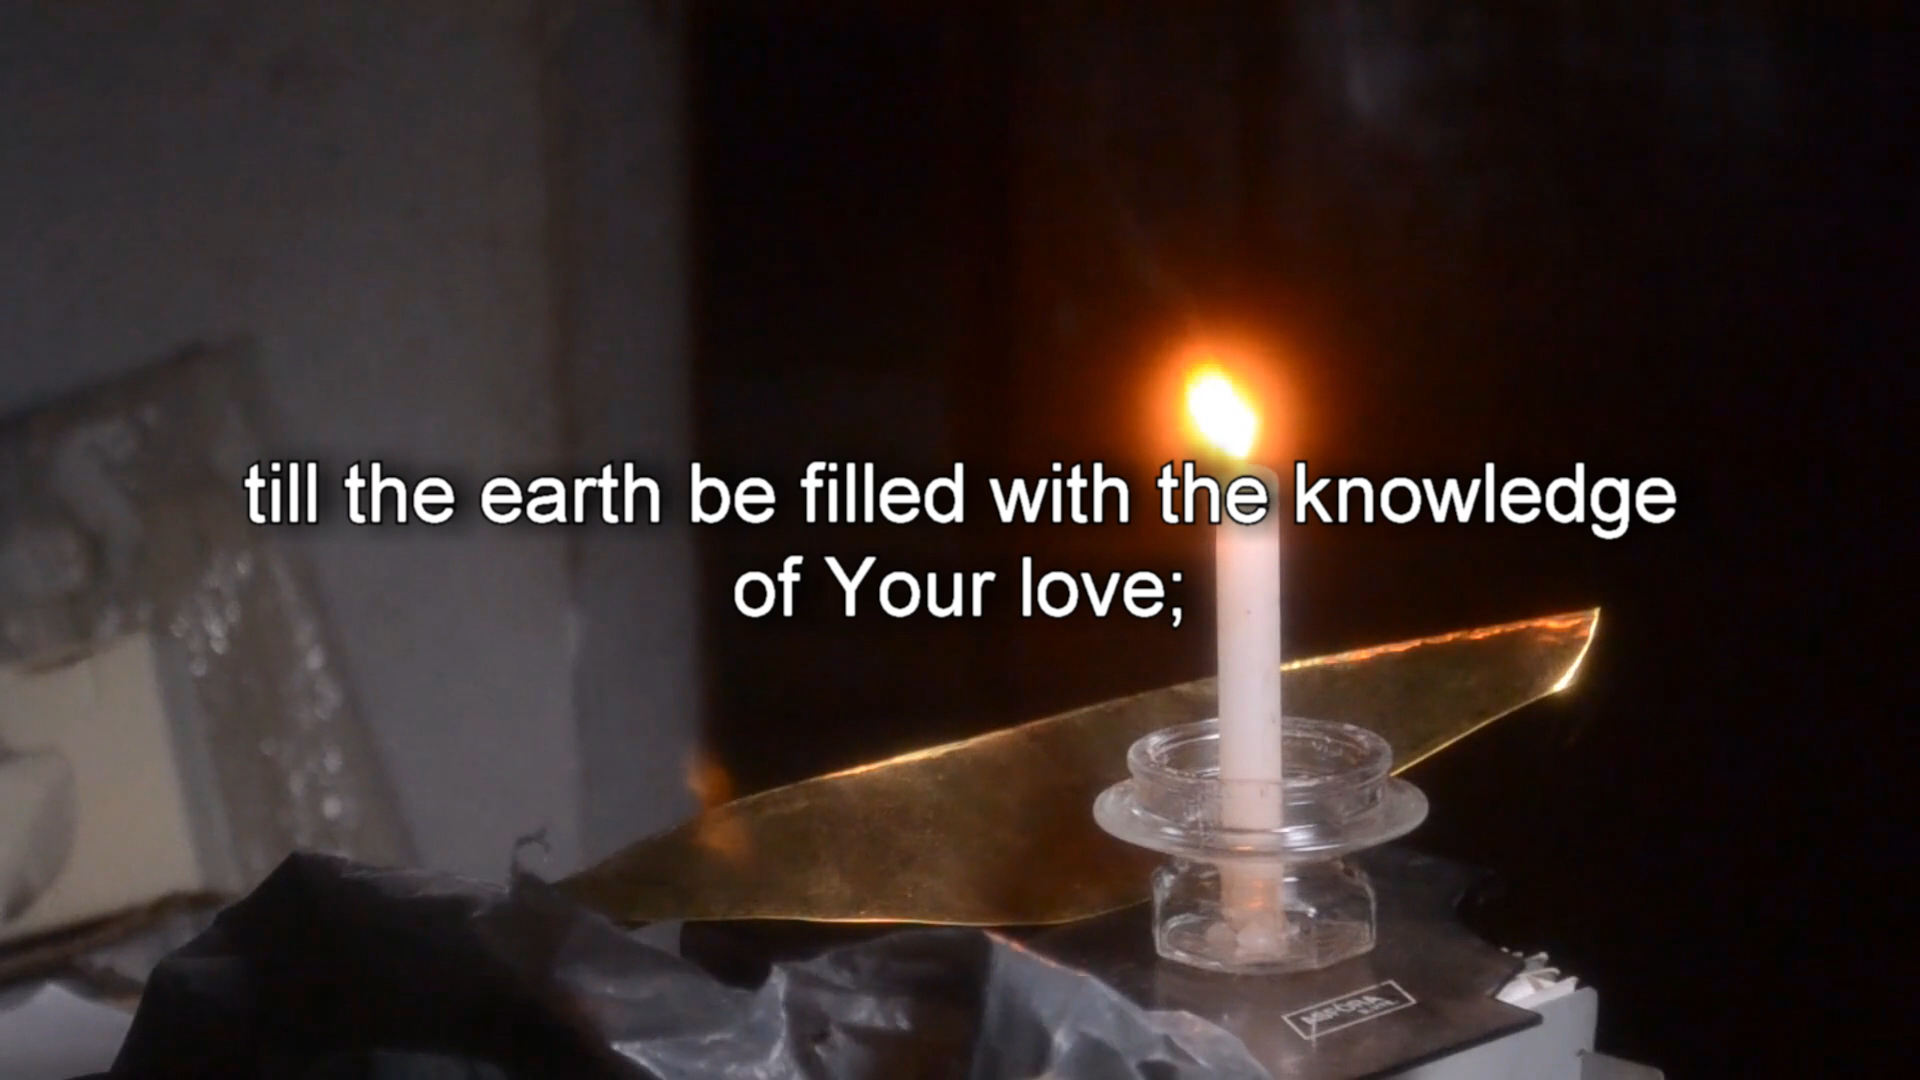 till the earth be filled with the knowledge
of Your love;